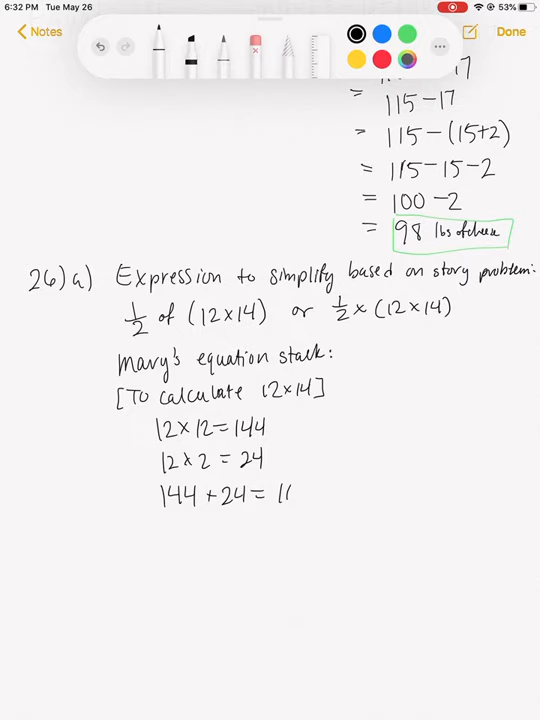 6:32 PM Tue May 26 53%
Notes Done
17
= 115-17
= 115-(15+2)
= 115-15-2
= 100-2
= 98 lbs of cheese
26) a) Expression to simplify based on story problem:
1/2 of (12×14) or 1/2 × (12×14)
Mary's equation stack:
[To calculate 12×14]
12×12=144
12×2=24
144+24= 1(